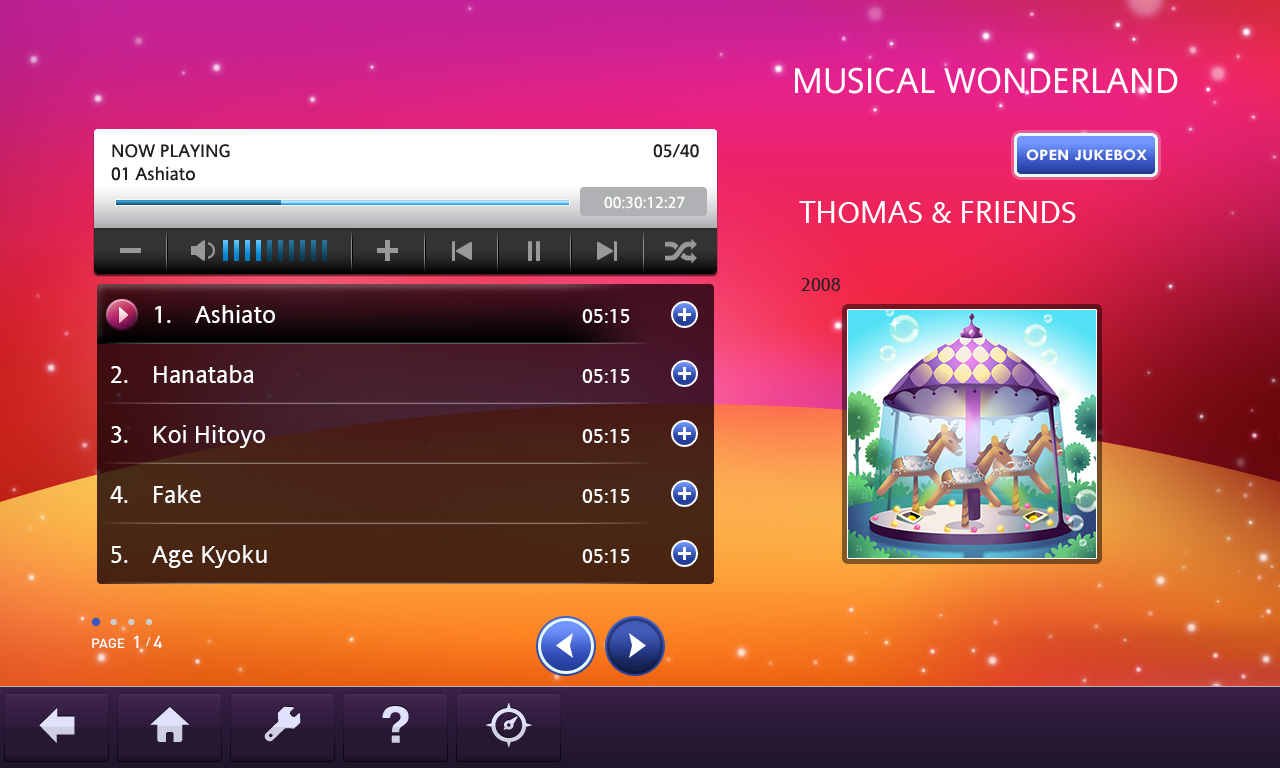 MUSICAL WONDERLAND
NOW PLAYING 05/40
01 Ashiato
00:30:12:27
OPEN JUKEBOX
THOMAS & FRIENDS
2008
1. Ashiato 05:15
2. Hanataba 05:15
3. Koi Hitoyo 05:15
4. Fake 05:15
5. Age Kyoku 05:15
PAGE 1/4
?